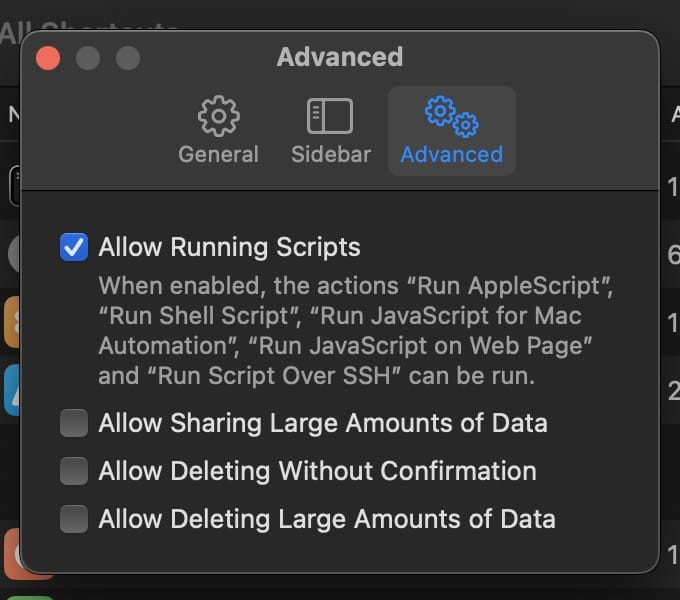 All Shortcuts
Advanced
General
Sidebar
Advanced
Allow Running Scripts
When enabled, the actions “Run AppleScript”,
“Run Shell Script”, “Run JavaScript for Mac
Automation”, “Run JavaScript on Web Page”
and “Run Script Over SSH” can be run.
Allow Sharing Large Amounts of Data
Allow Deleting Without Confirmation
Allow Deleting Large Amounts of Data